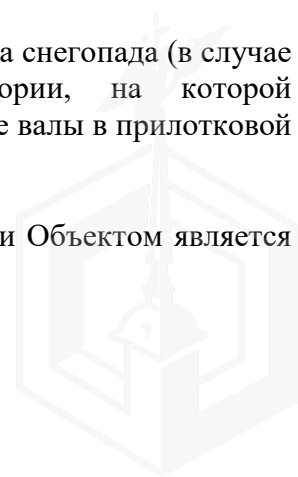 а снегопада (в случае
ории, на которой
е валы в прилотковой
и Объектом является